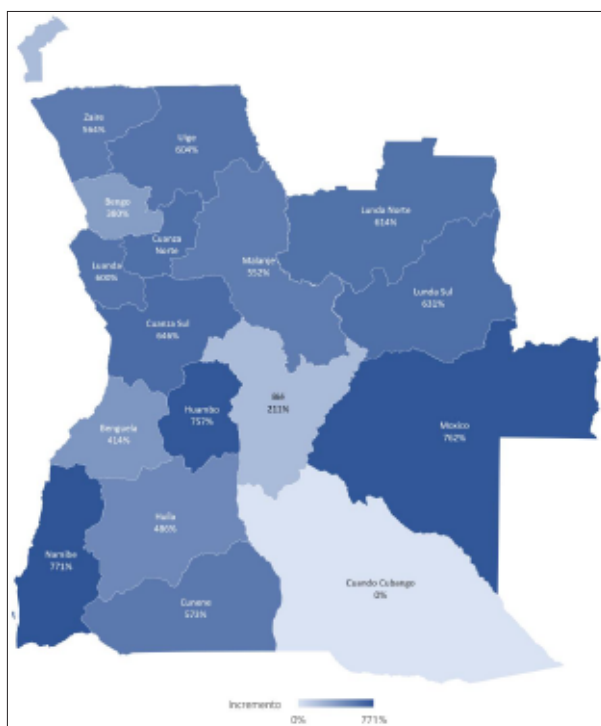 Zaire
564%
Uíge
604%
Bengo
380%
Cuanza
Norte
Lunda Norte
614%
Luanda
600%
Malanje
552%
Lunda Sul
631%
Cuanza Sul
646%
Bié
211%
Huambo
757%
Benguela
414%
Moxico
762%
Huíla
486%
Namibe
771%
Cuando Cubango
0%
Cunene
573%
Incremento
0%
771%